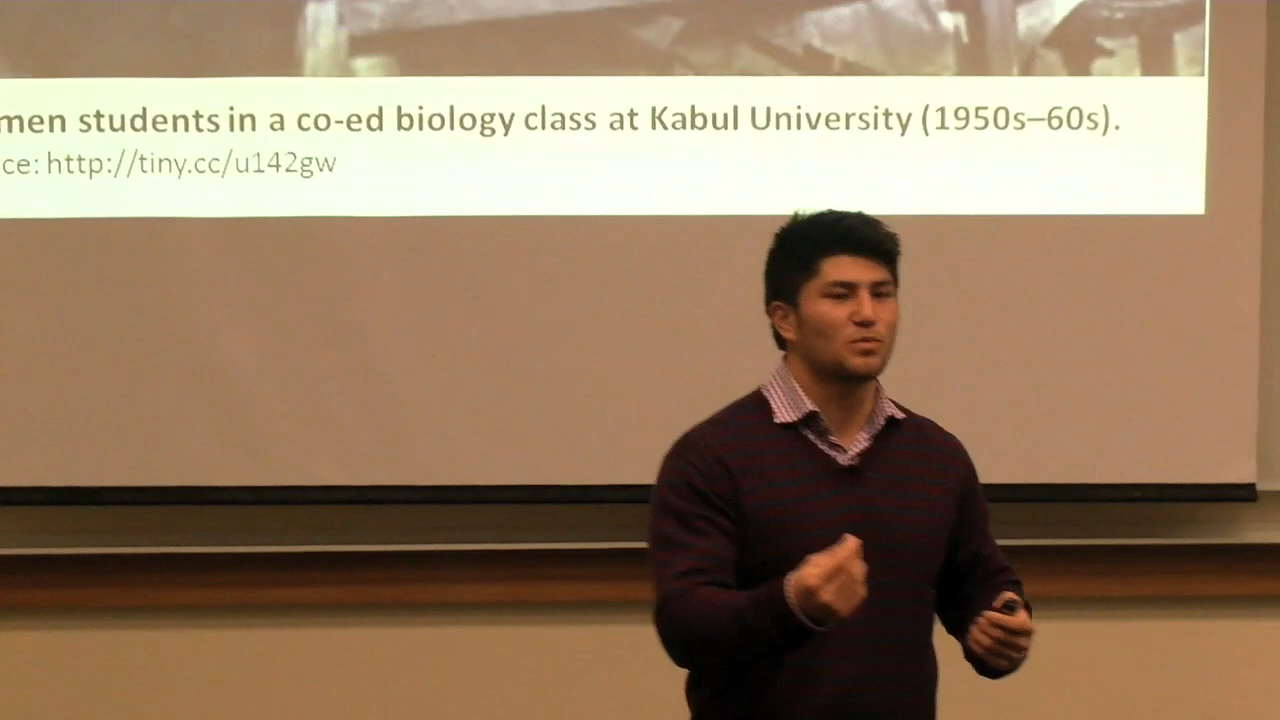 men students in a co-ed biology class at Kabul University (1950s–60s).
ce: http://tiny.cc/u142gw